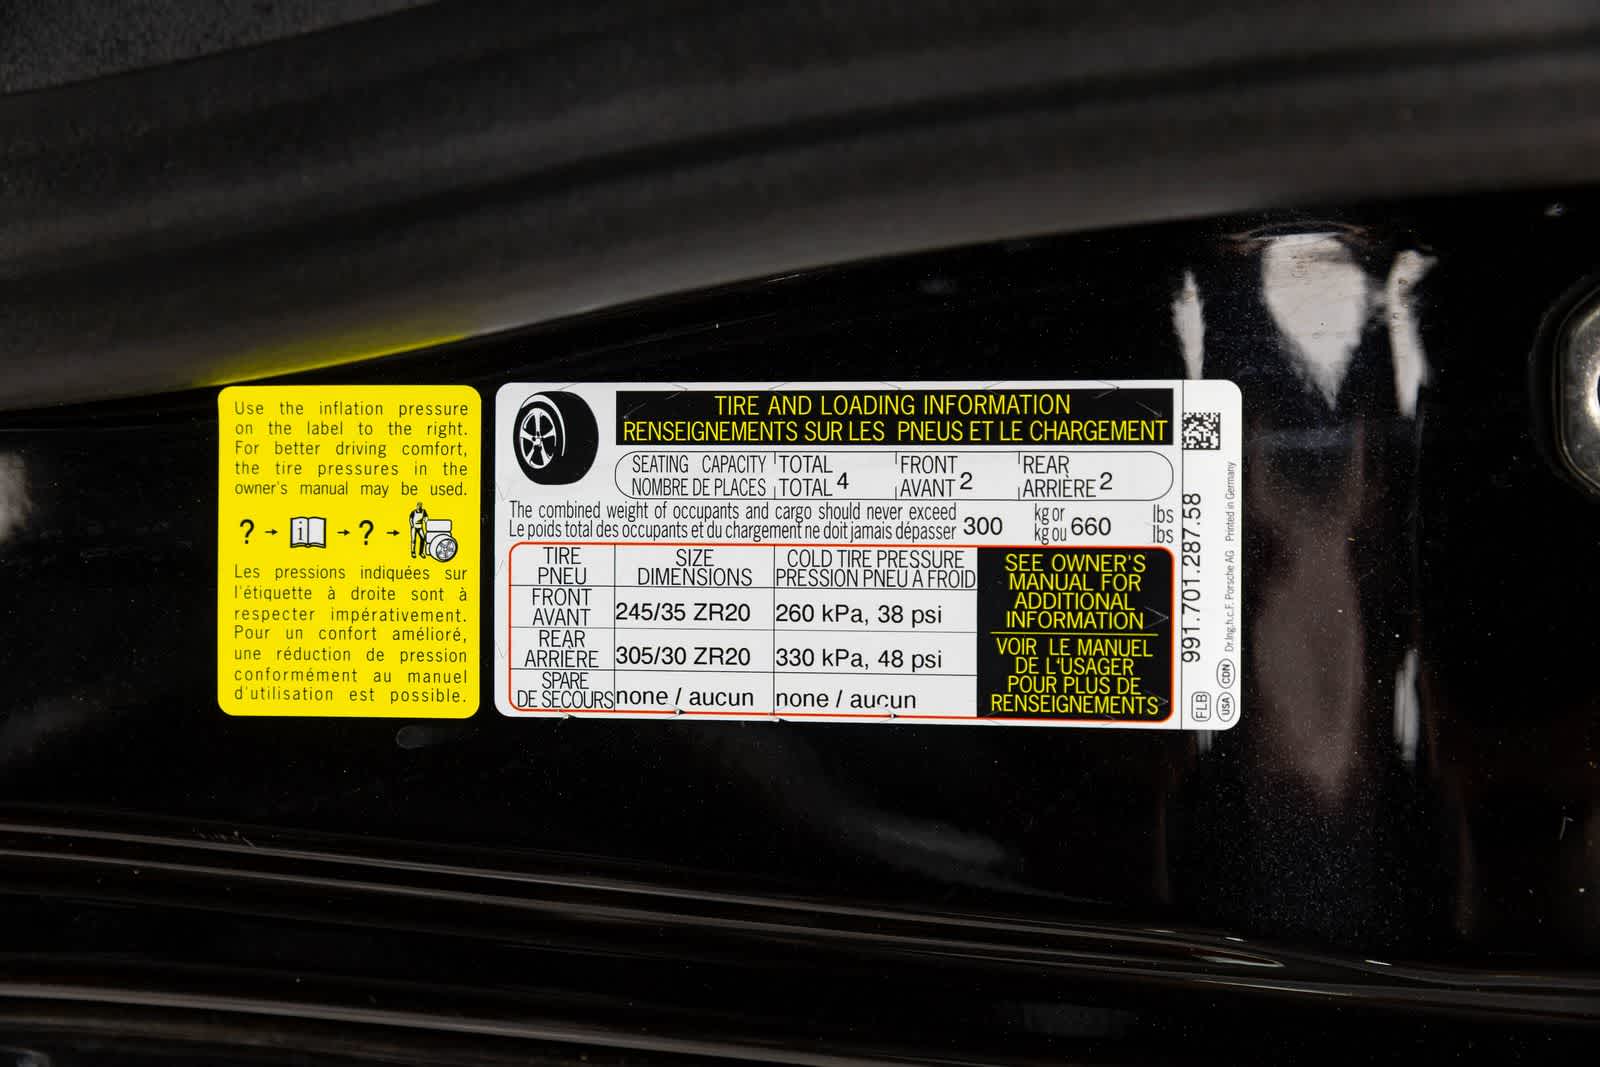 Use the inflation pressure
on the label to the right.
For better driving comfort,
the tire pressures in the
owner's manual may be used.
? → i → ? →
Les pressions indiquées sur
l'étiquette à droite sont à
respecter impérativement.
Pour un confort amélioré,
une réduction de pression
conformément au manuel
d'utilisation est possible.
TIRE AND LOADING INFORMATION
RENSEIGNEMENTS SUR LES PNEUS ET LE CHARGEMENT
SEATING CAPACITY TOTAL FRONT REAR
NOMBRE DE PLACES TOTAL 4 AVANT 2 ARRIÈRE 2
The combined weight of occupants and cargo should never exceed 300 kg or 660 lbs
Le poids total des occupants et du chargement ne doit jamais dépasser kg ou lbs
TIRE SIZE COLD TIRE PRESSURE
PNEU DIMENSIONS PRESSION PNEU A FROID
FRONT
AVANT 245/35 ZR20 260 kPa, 38 psi
REAR
ARRIÈRE 305/30 ZR20 330 kPa, 48 psi
SPARE
DE SECOURS none / aucun none / aucun
SEE OWNER'S
MANUAL FOR
ADDITIONAL
INFORMATION
VOIR LE MANUEL
DE L'USAGER
POUR PLUS DE
RENSEIGNEMENTS
991.701.287.58
Dr.Ing.h.c.F. Porsche AG Printed in Germany
FLB
USA CDN